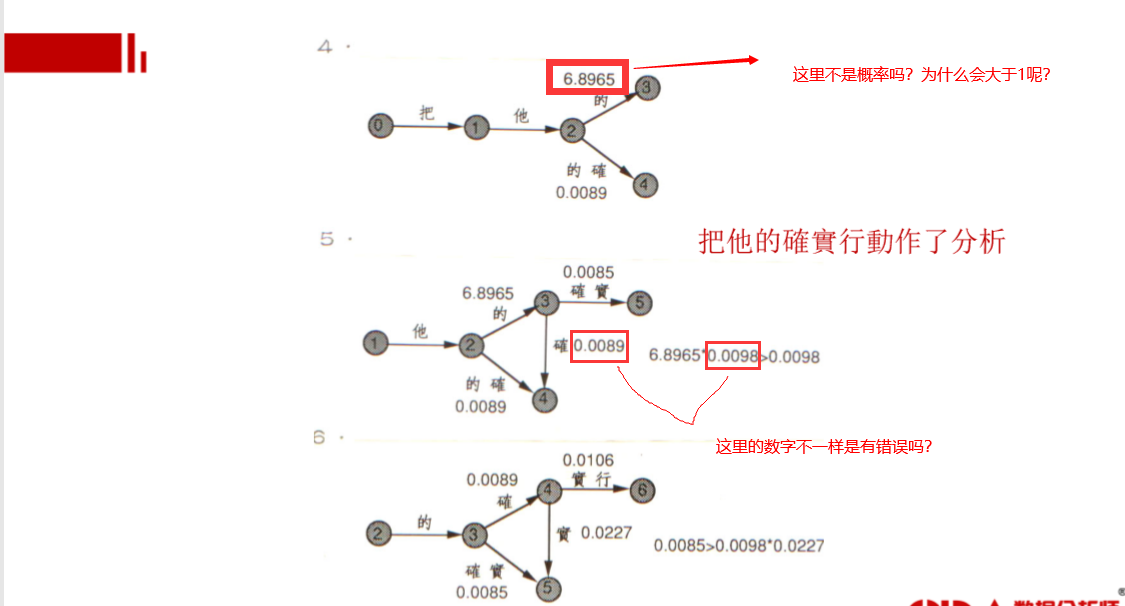 4.
6.8965
这里不是概率吗？为什么会大于1呢？
的
3
把
他
0
1
2
的 確
0.0089
4
5.
把他的確實行動作了分析
0.0085
6.8965
確 實
3
5
的
他
1
2
確 0.0089
6.8965*0.0098>0.0098
的 確
0.0089
4
6.
这里的数字不一样是有错误吗？
0.0106
0.0089
實 行
4
6
確
的
2
3
實 0.0227
0.0085>0.0098*0.0227
確 實
0.0085
5